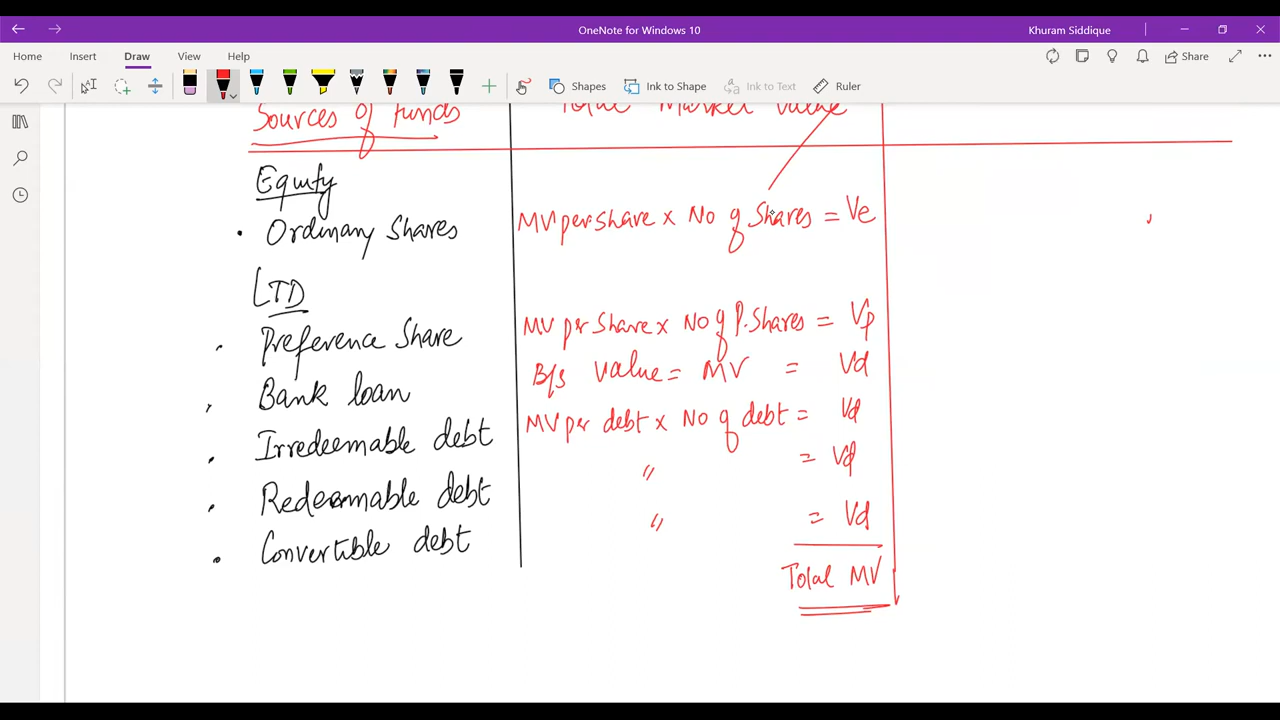 OneNote for Windows 10
Khuram Siddique
Home Insert Draw View Help
Share
Shapes Ink to Shape Ink to Text Ruler
Sources of funds Total Market Value
Equity
• Ordinary Shares MV per share x No of Shares = Ve
LTD
• Preference Share MV per Share x No of P. Shares = Vp
• Bank loan B/s value = MV = Vd
• Irredeemable debt MV per debt x No of debt = Vd
• Redeemable debt " = Vd
• Convertible debt " = Vd
Total MV